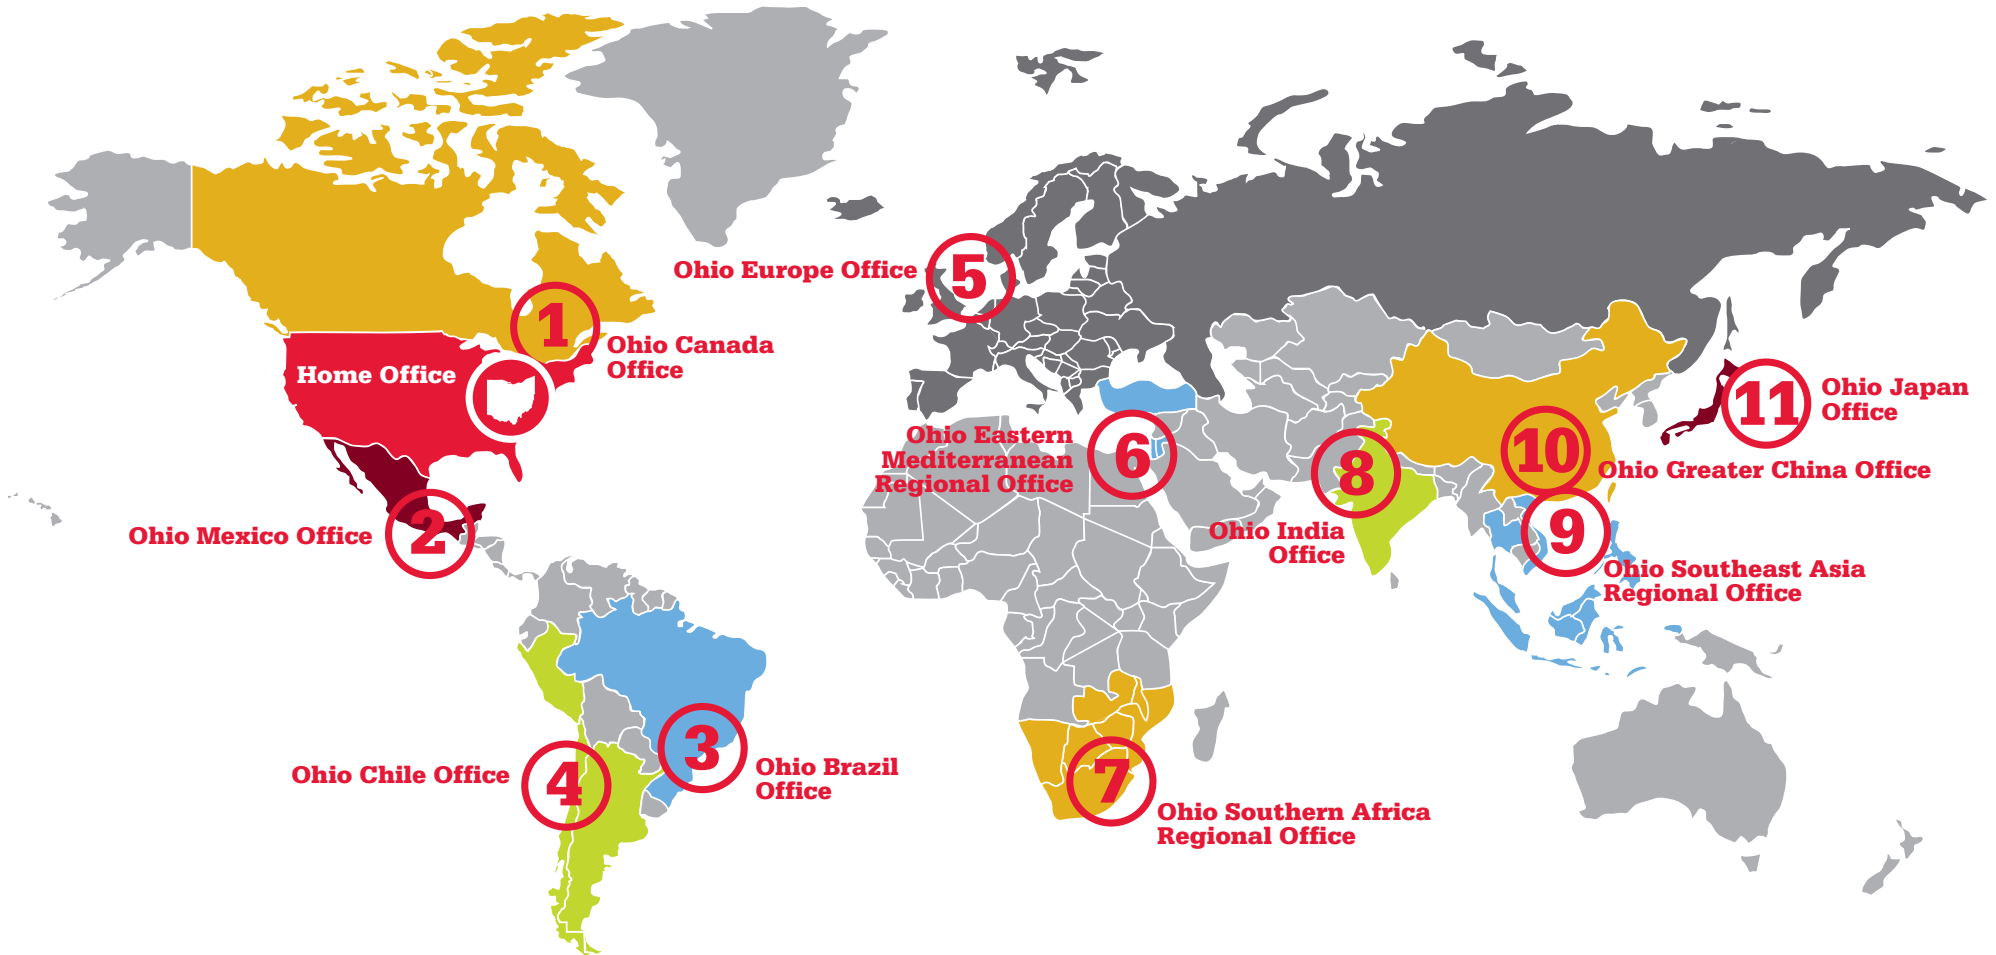 5
Ohio Europe Office
1
Ohio Canada
Office
Home Office
11
Ohio Japan
Office
Ohio Eastern
Mediterranean
Regional Office
6
8
10
Ohio Greater China Office
2
Ohio Mexico Office
Ohio India
Office
9
Ohio Southeast Asia
Regional Office
3
Ohio Brazil
Office
Ohio Chile Office
4
7
Ohio Southern Africa
Regional Office